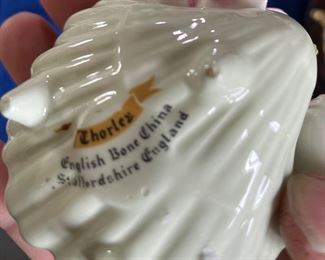 Thorley
English Bone China
Staffordshire England